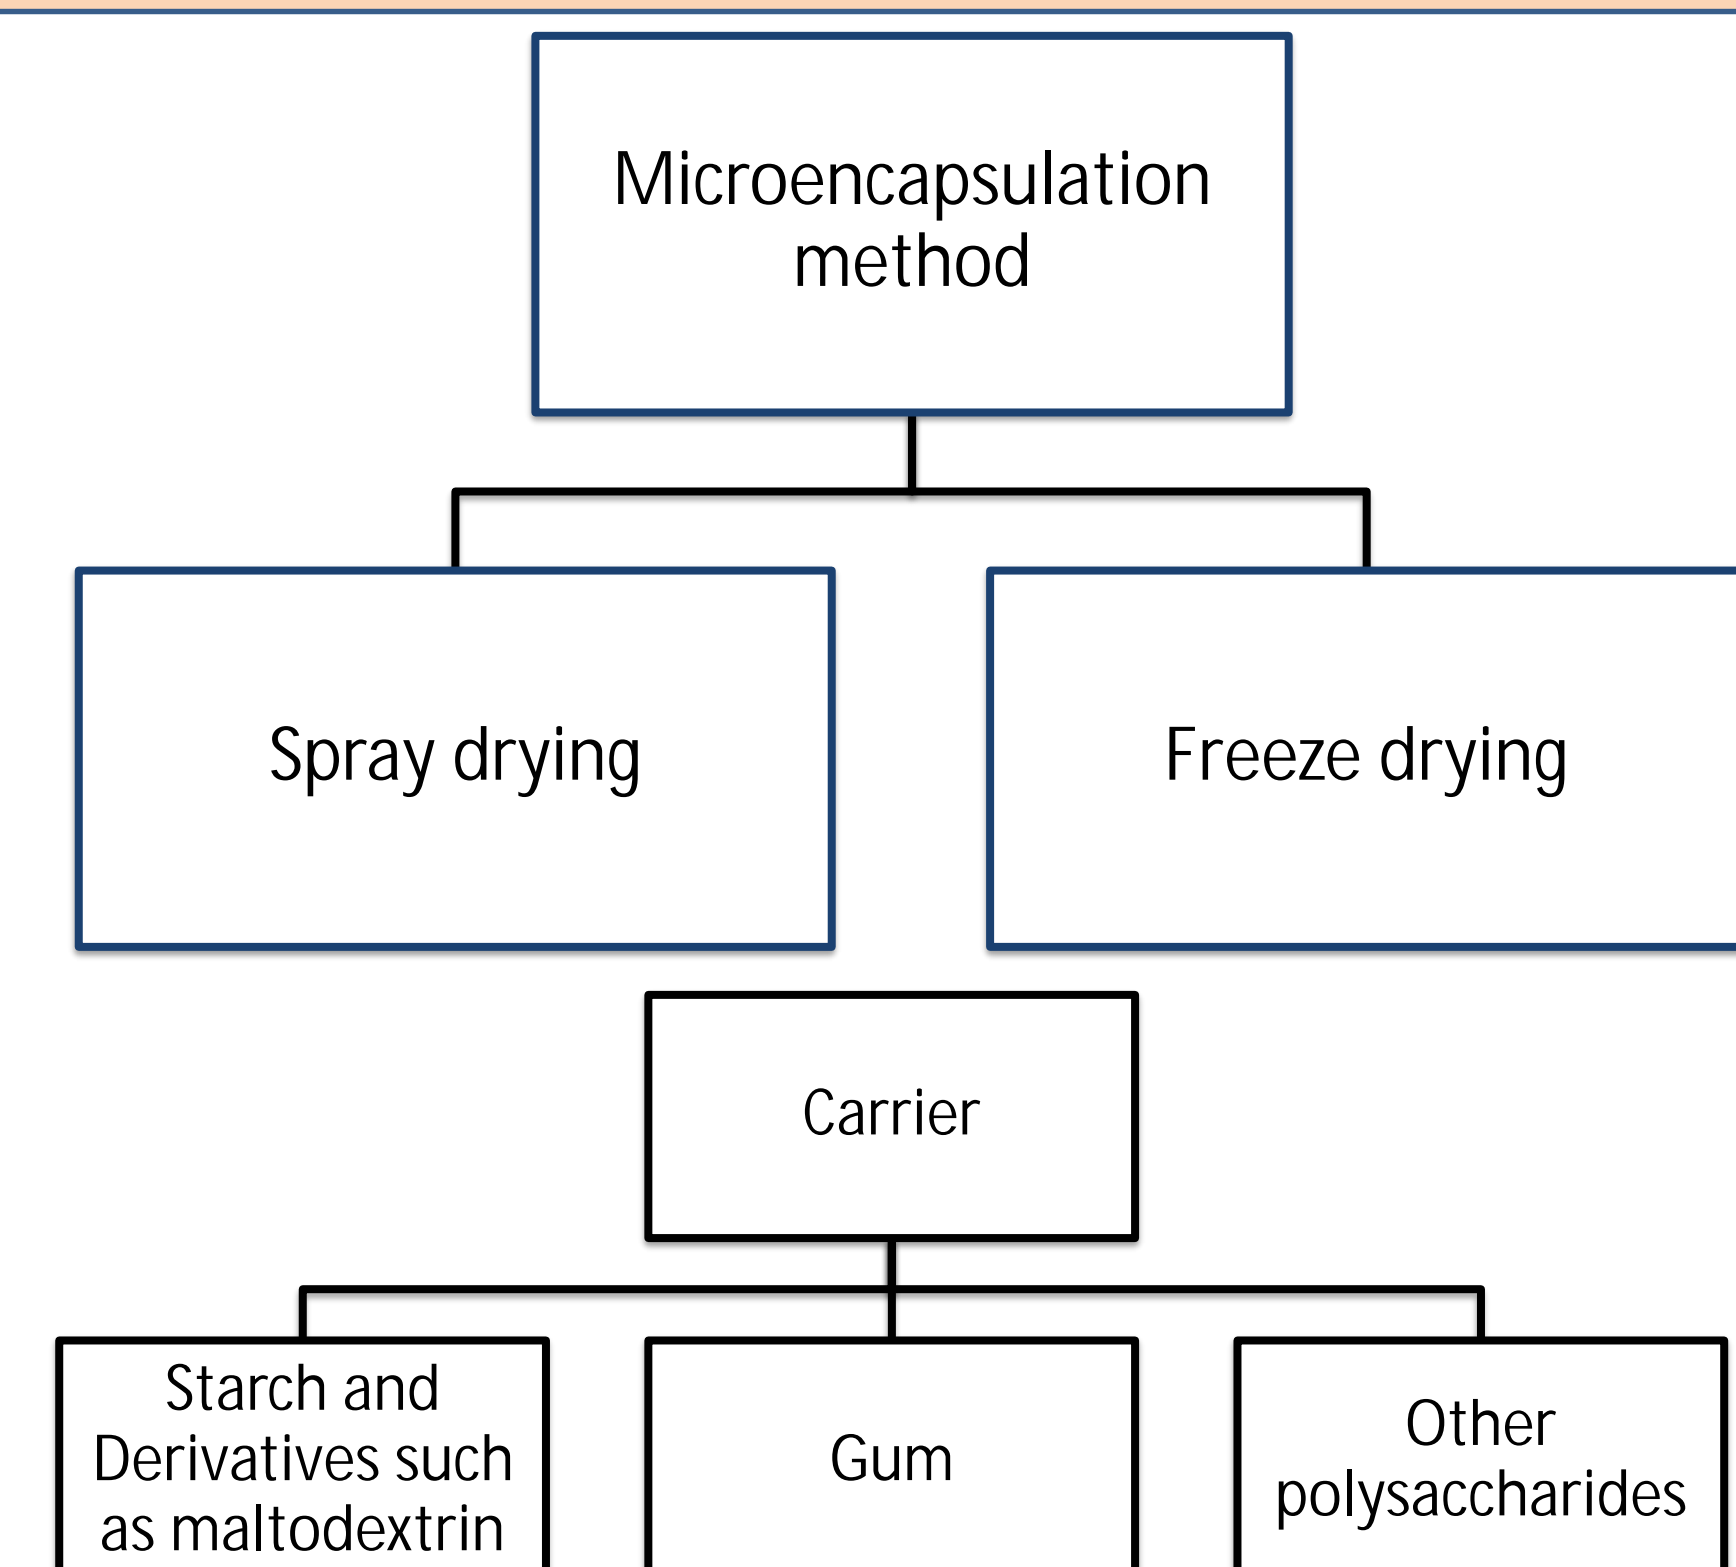 Microencapsulation
method
Spray drying
Freeze drying
Carrier
Starch and
Derivatives such
as maltodextrin
Gum
Other
polysaccharides